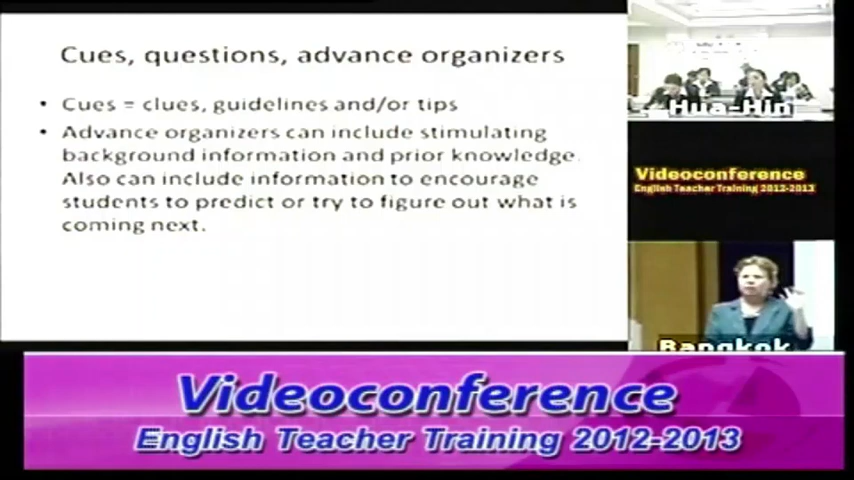 Cues, questions, advance organizers
• Cues = clues, guidelines and/or tips
• Advance organizers can include stimulating
background information and prior knowledge.
Also can include information to encourage
students to predict or try to figure out what is
coming next.
Hua-Hin
Videoconference
English Teacher Training 2012-2013
Bangkok
Videoconference
English Teacher Training 2012-2013